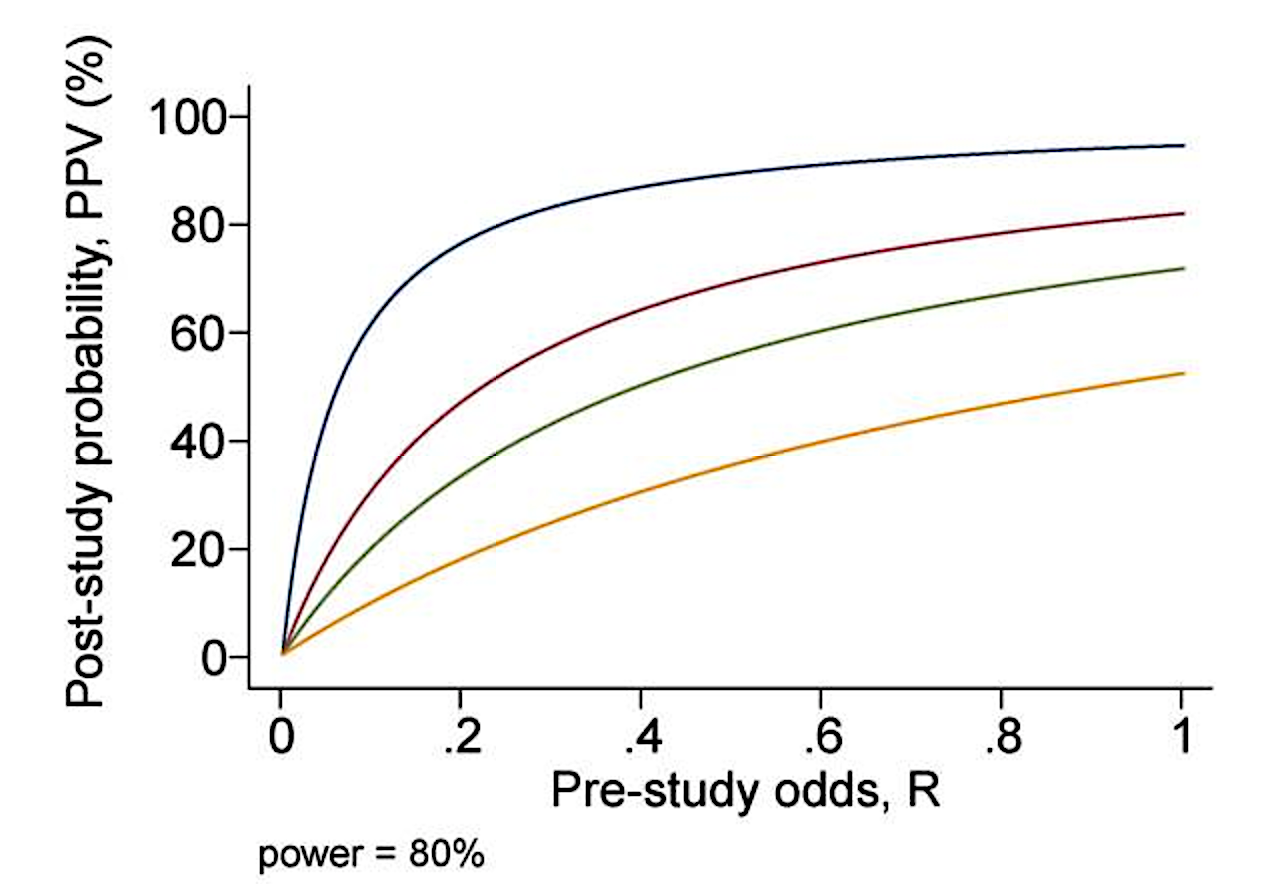 Post-study probability, PPV (%)
100
80
60
40
20
0
0 .2 .4 .6 .8 1
Pre-study odds, R
power = 80%